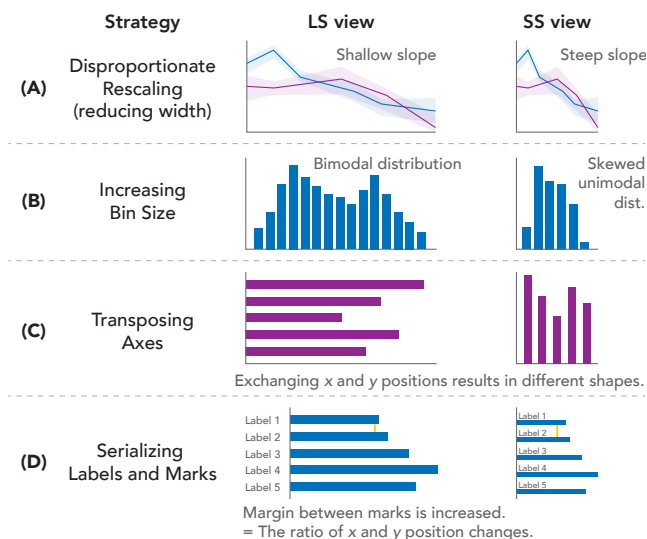 Strategy
LS view
SS view
(A)
Disproportionate
Rescaling
(reducing width)
Shallow slope
Steep slope
(B)
Increasing
Bin Size
Bimodal distribution
Skewed
unimodal
dist.
(C)
Transposing
Axes
Exchanging x and y positions results in different shapes.
(D)
Serializing
Labels and Marks
Label 1
Label 2
Label 3
Label 4
Label 5
Label 1
Label 2
Label 3
Label 4
Label 5
Margin between marks is increased.
= The ratio of x and y position changes.